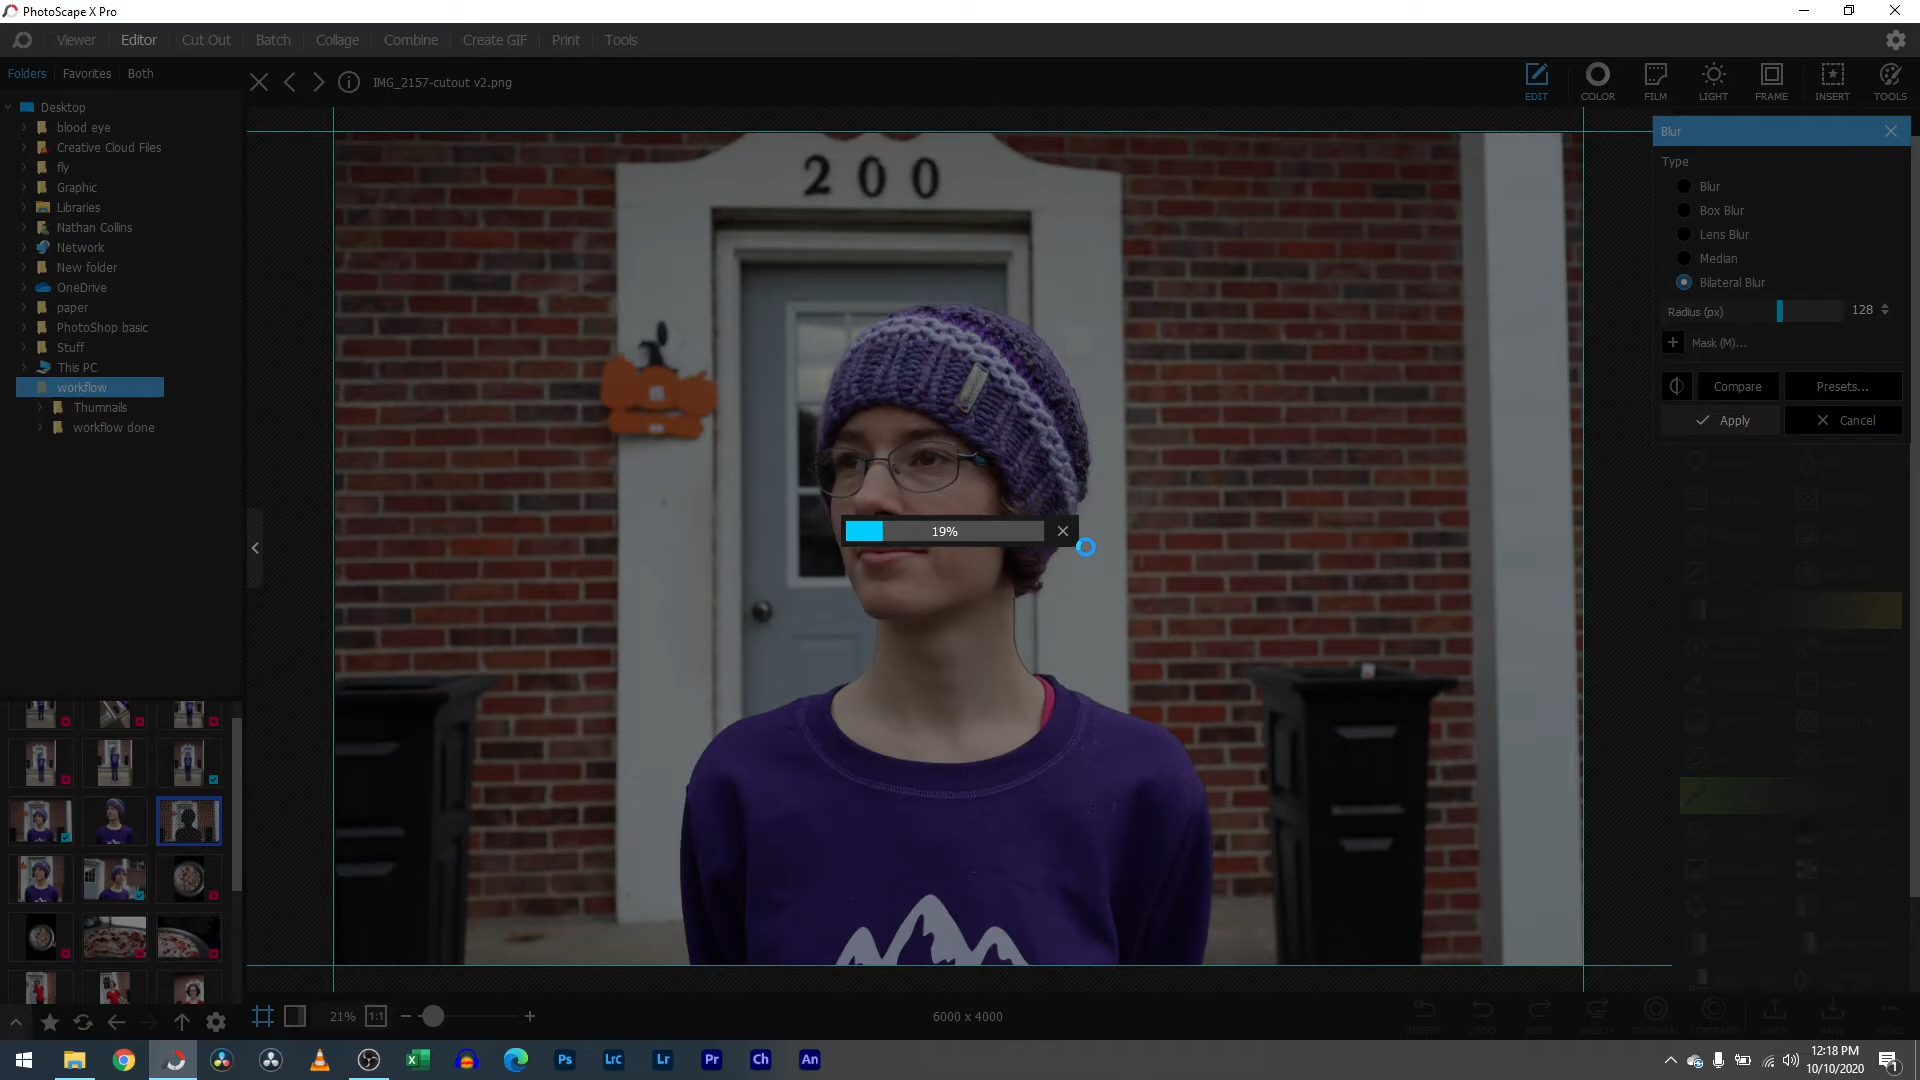 PhotoScape X Pro
Viewer Editor Cut Out Batch Collage Combine Create GIF Print Tools
Folders Favorites Both
IMG_2157-cutout v2.png
EDIT COLOR FILM LIGHT FRAME INSERT TOOLS
Desktop
blood eye
Creative Cloud Files
fly
Graphic
Libraries
Nathan Collins
Network
New folder
OneDrive
paper
PhotoShop basic
Stuff
This PC
workflow
Thumnails
workflow done
200
19%
Blur
Type
Blur
Box Blur
Lens Blur
Median
Bilateral Blur
Radius (px) 128
Mask (M)...
Compare Presets...
Apply Cancel
21% 1:1
6000 x 4000
Ps LrC Lr Pr Ch An
12:18 PM
10/10/2020
1